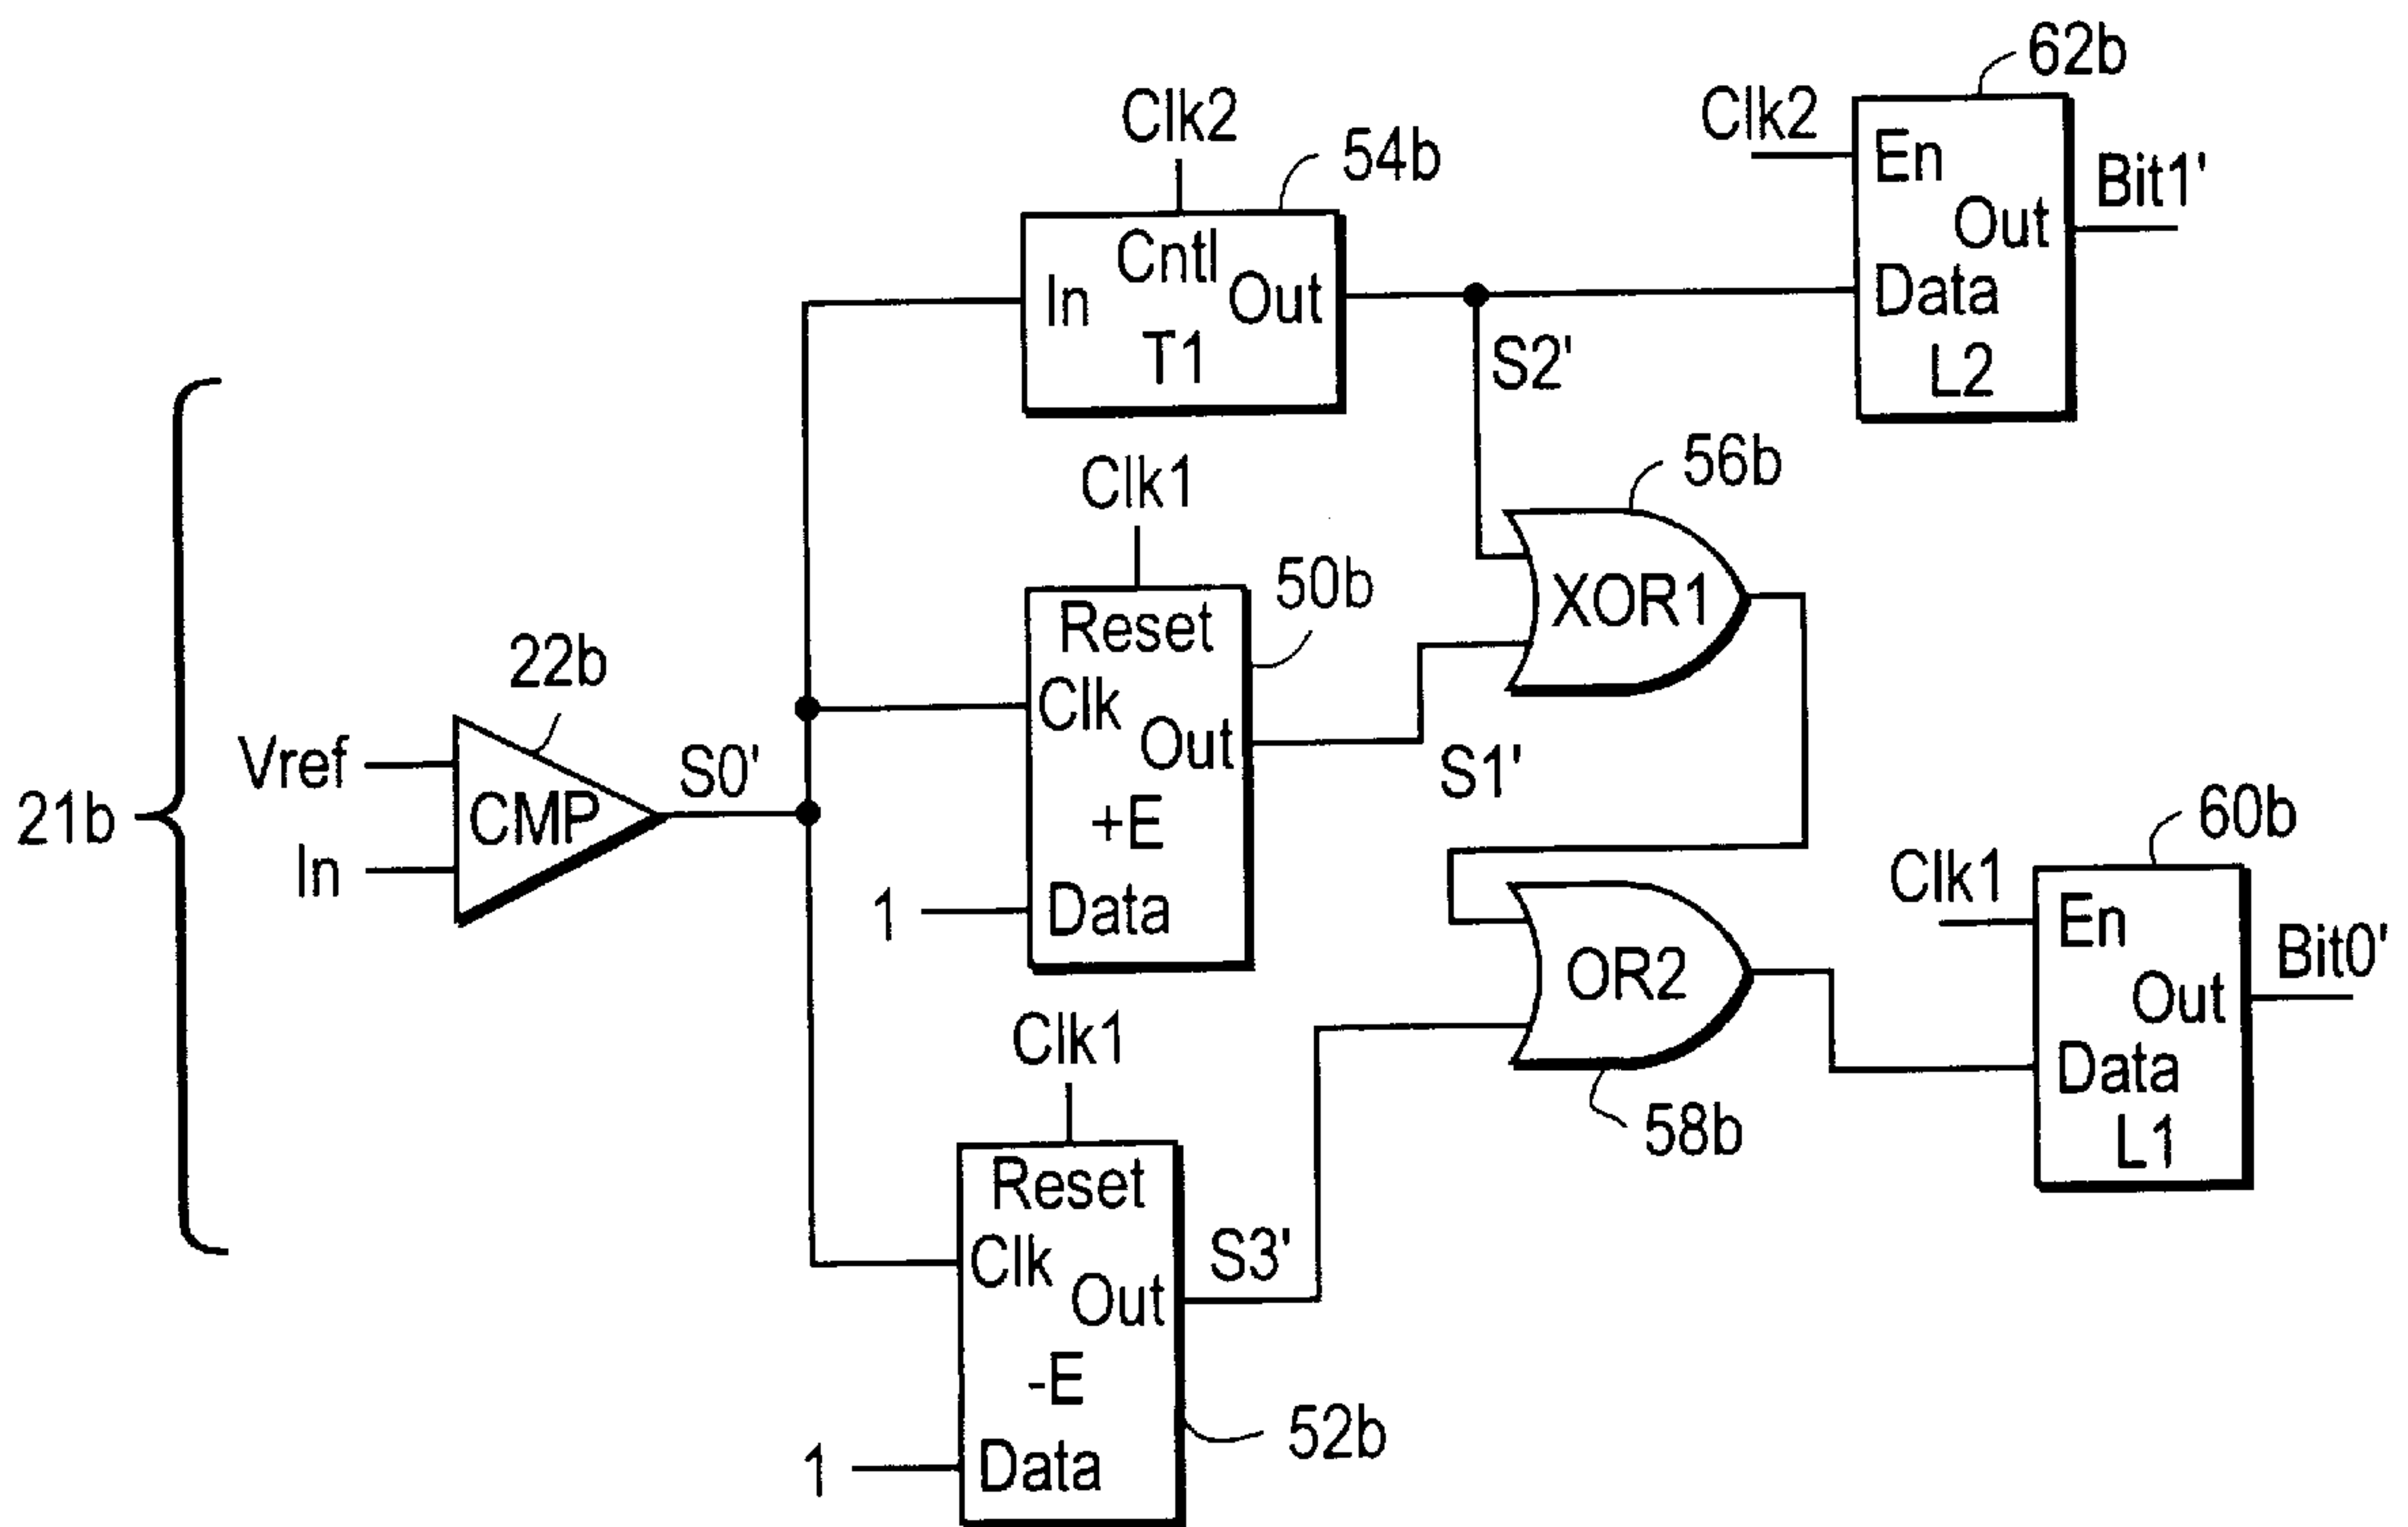 62b
Clk2
Clk2
54b
En
Bit1'
Out
Cntl
In
Out
Data
T1
S2'
L2
Clk1
56b
50b
XOR1
Reset
22b
Clk
Out
Vref
S0'
S1'
21b
CMP
+E
60b
In
Clk1
1
Data
En
Bit0'
OR2
Out
Clk1
Data
58b
L1
Reset
S3'
Clk
Out
-E
52b
1
Data